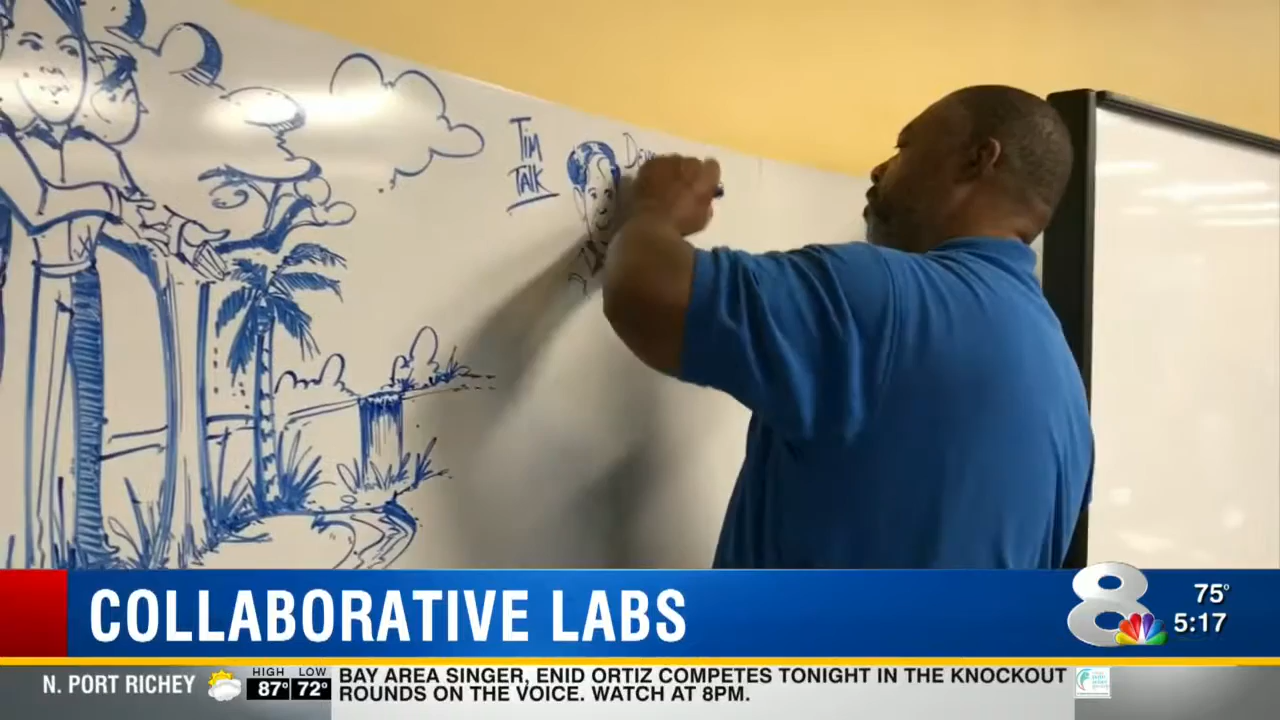 TIM
TALK
COLLABORATIVE LABS
8
75°
5:17
N. PORT RICHEY
HIGH LOW
87° 72°
BAY AREA SINGER, ENID ORTIZ COMPETES TONIGHT IN THE KNOCKOUT
ROUNDS ON THE VOICE. WATCH AT 8PM.